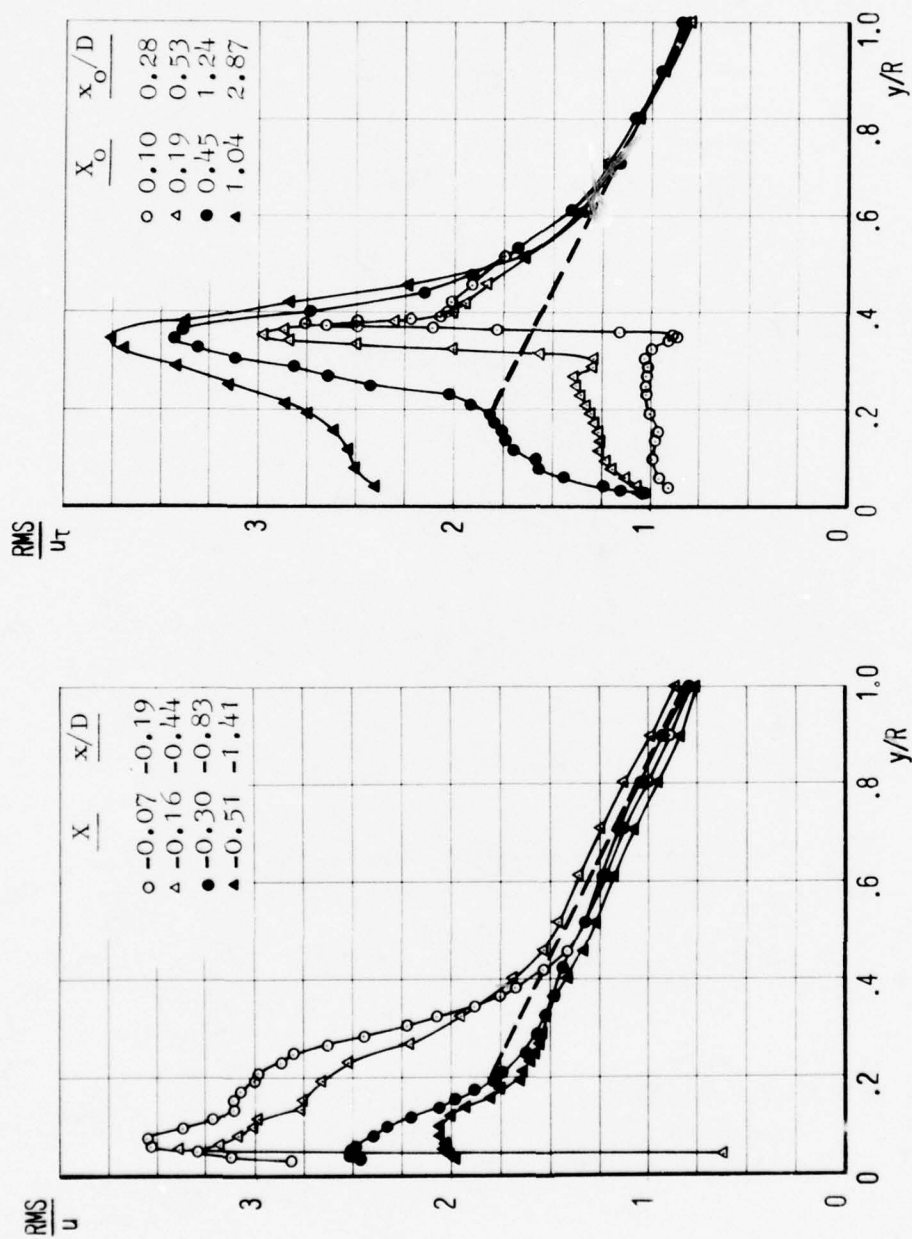 RMS
u
X x/D
○ -0.07 -0.19
△ -0.16 -0.44
● -0.30 -0.83
▲ -0.51 -1.41
3
2
1
0
0 .2 .4 .6 .8 1.0
y/R
RMS
uτ
Xo xo/D
○ 0.10 0.28
△ 0.19 0.53
● 0.45 1.24
▲ 1.04 2.87
3
2
1
0
0 .2 .4 .6 .8 1.0
y/R